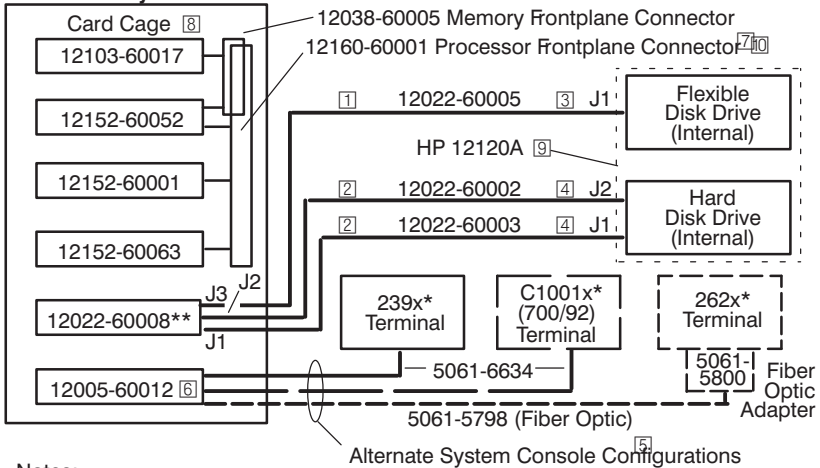 Card Cage 8
12038-60005 Memory Frontplane Connector
12160-60001 Processor Frontplane Connector 7 10
12103-60017
12152-60052
12152-60001
12152-60063
12022-60008**
12005-60012 6
J3
J2
J1
1 12022-60005 3 J1
HP 12120A 9
2 12022-60002 4 J2
2 12022-60003 4 J1
Flexible
Disk Drive
(Internal)
Hard
Disk Drive
(Internal)
239x*
Terminal
C1001x*
(700/92)
Terminal
262x*
Terminal
5061-6634
5061-
5800
Fiber
Optic
Adapter
5061-5798 (Fiber Optic)
Alternate System Console Configurations 5